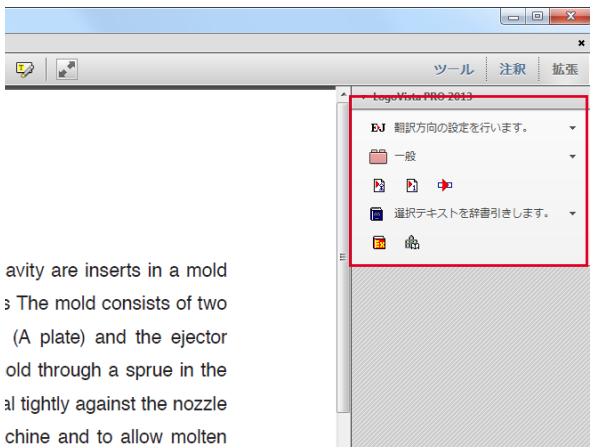 ツール 注釈 拡張
LogoVista PRO 2013
EJ 翻訳方向の設定を行います。
一般
選択テキストを辞書引きします。
avity are inserts in a mold
s The mold consists of two
(A plate) and the ejector
old through a sprue in the
al tightly against the nozzle
chine and to allow molten